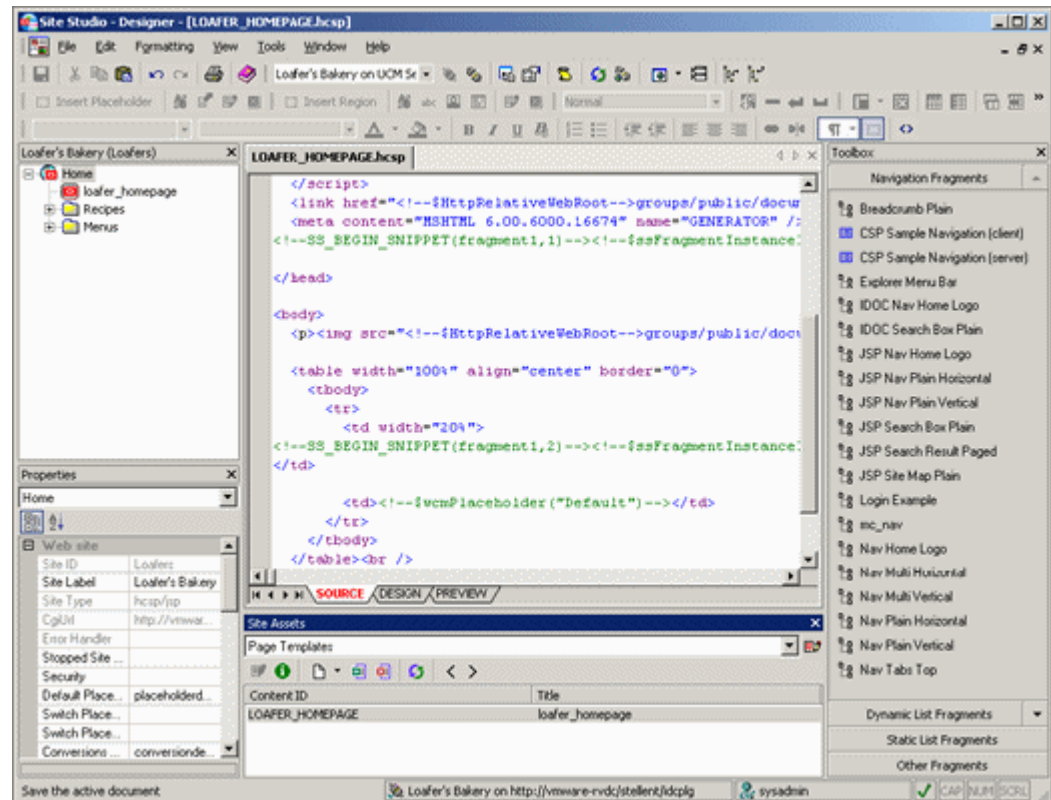 Site Studio - Designer - [LOAFER_HOMEPAGE.hcsp]
File Edit Formatting View Tools Window Help
Loafer's Bakery on UCM Se
Insert Placeholder Insert Region Normal
B I U A
Loafer's Bakery (Loafers)
Home
loafer_homepage
Recipes
Menus
Properties
Home
Web site
Site ID Loafers
Site Label Loafer's Bakery
Site Type hcsp/jsp
CgiUrl http://vmwar...
Error Handler
Stopped Site ...
Security
Default Place... placeholderd...
Switch Place...
Switch Place...
Conversions ... conversionde...
LOAFER_HOMEPAGE.hcsp
</script>
<link href="<!--$HttpRelativeWebRoot-->groups/public/docu
<meta content="MSHTML 6.00.6000.16674" name="GENERATOR" />
<!--SS_BEGIN_SNIPPET(fragment1,1)--><!--$ssFragmentInstanceI
</head>
<body>
<p><img src="<!--$HttpRelativeWebRoot-->groups/public/docu
<table width="100%" align="center" border="0">
<tbody>
<tr>
<td width="20%">
<!--SS_BEGIN_SNIPPET(fragment1,2)--><!--$ssFragmentInstanceI
</td>
<td><!--$wcmPlaceholder("Default")--></td>
</tr>
</tbody>
</table><br />
SOURCE DESIGN PREVIEW
Site Assets
Page Templates
Content ID Title
LOAFER_HOMEPAGE loafer_homepage
Toolbox
Navigation Fragments
Breadcrumb Plain
CSP Sample Navigation (client)
CSP Sample Navigation (server)
Explorer Menu Bar
IDOC Nav Home Logo
IDOC Search Box Plain
JSP Nav Home Logo
JSP Nav Plain Horizontal
JSP Nav Plain Vertical
JSP Search Box Plain
JSP Search Result Paged
JSP Site Map Plain
Login Example
mc_nav
Nav Home Logo
Nav Multi Horizontal
Nav Multi Vertical
Nav Plain Horizontal
Nav Plain Vertical
Nav Tabs Top
Dynamic List Fragments
Static List Fragments
Other Fragments
Save the active document Loafer's Bakery on http://vmware-rvdc/stellent/idcplg sysadmin CAP NUM SCRL